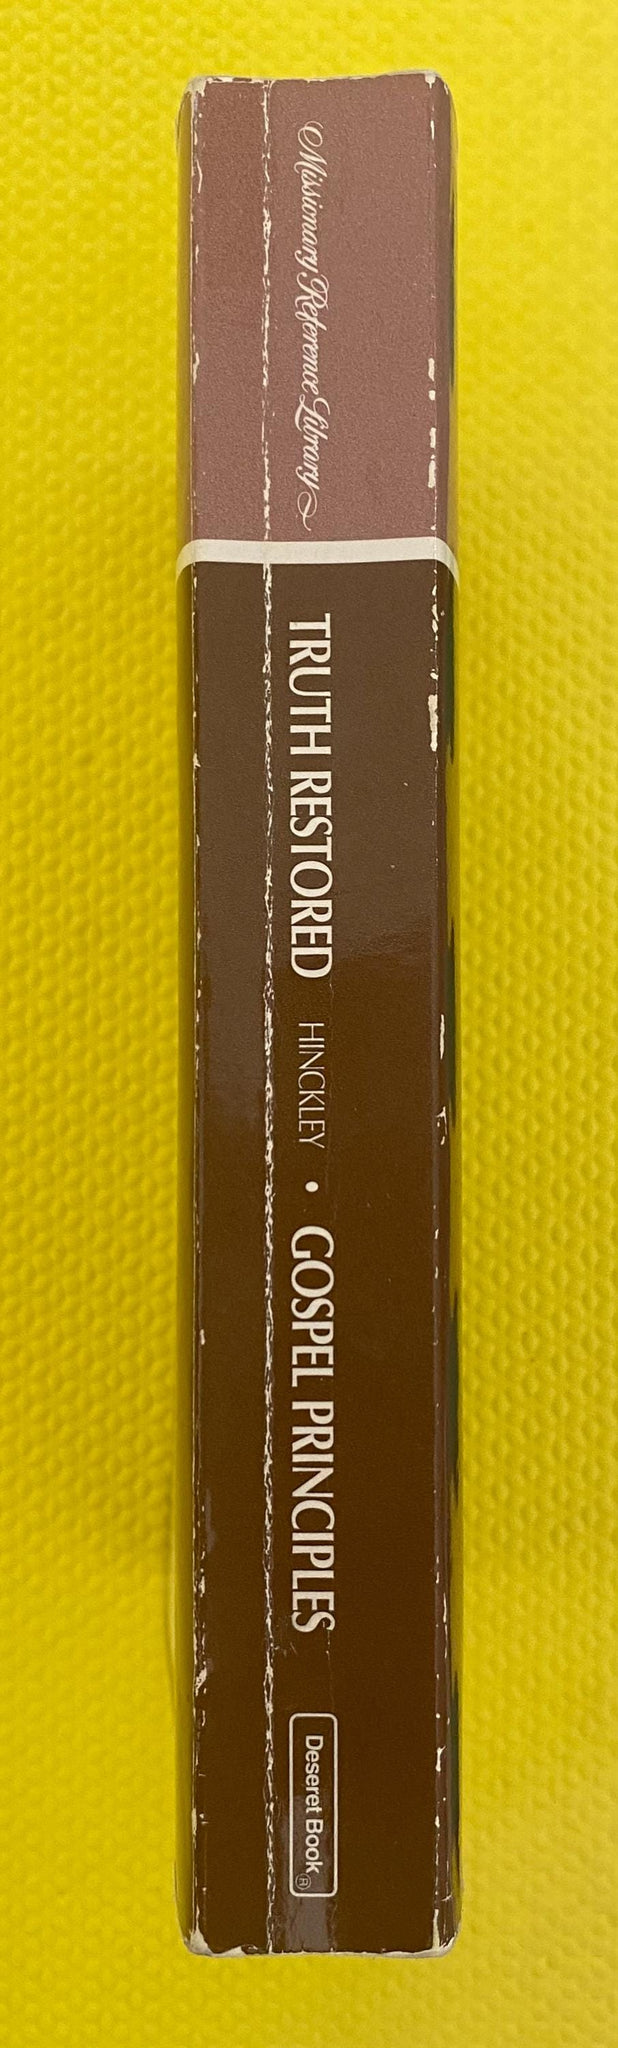 Missionary Reference Library
TRUTH RESTORED HINCKLEY • GOSPEL PRINCIPLES
Deseret Book®